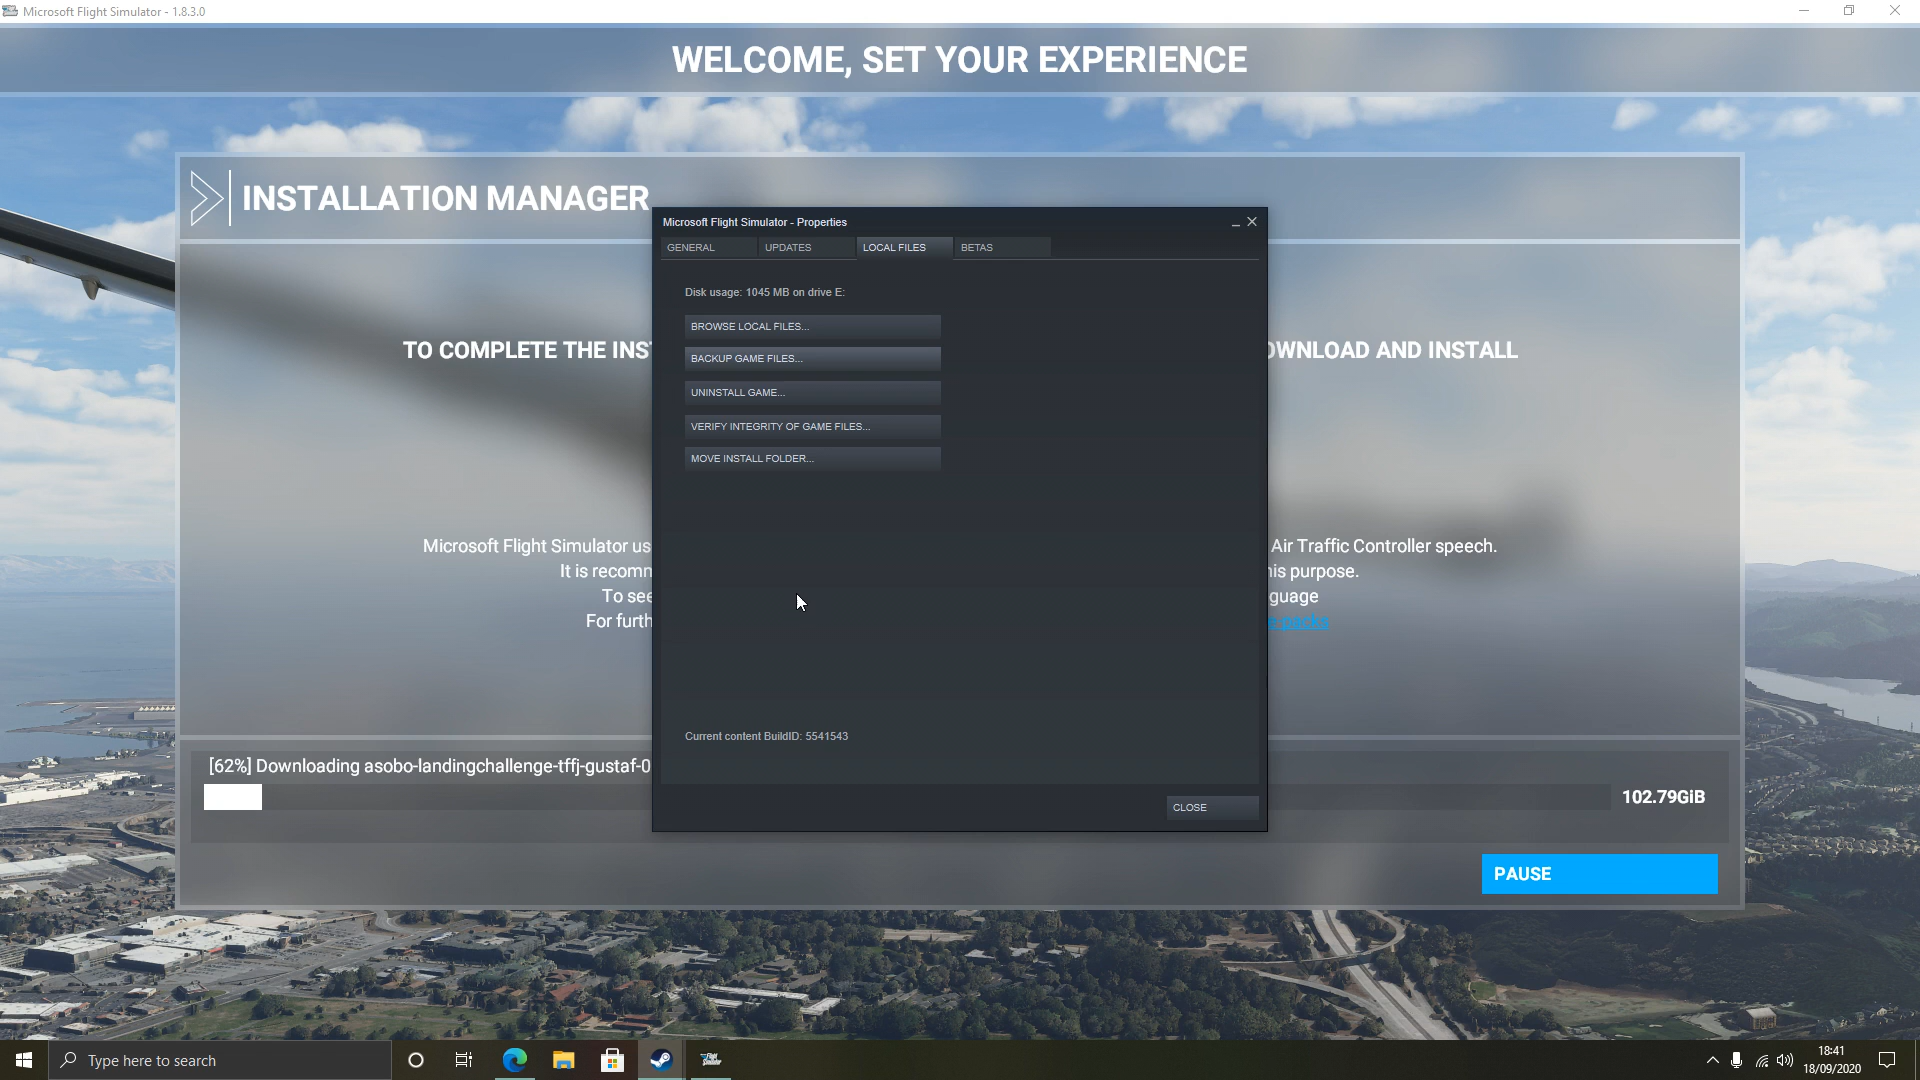 Microsoft Flight Simulator - 1.8.3.0
WELCOME, SET YOUR EXPERIENCE
INSTALLATION MANAGER
Microsoft Flight Simulator - Properties
GENERAL
UPDATES
LOCAL FILES
BETAS
Disk usage: 1045 MB on drive E:
BROWSE LOCAL FILES...
BACKUP GAME FILES...
UNINSTALL GAME...
VERIFY INTEGRITY OF GAME FILES...
MOVE INSTALL FOLDER...
Current content BuildID: 5541543
CLOSE
TO COMPLETE THE INS
OWNLOAD AND INSTALL
Microsoft Flight Simulator us
Air Traffic Controller speech.
It is recomm
his purpose.
To see
guage
For furth
e-packs
[62%] Downloading asobo-landingchallenge-tffj-gustaf-0
102.79GiB
PAUSE
Type here to search
18:41
18/09/2020